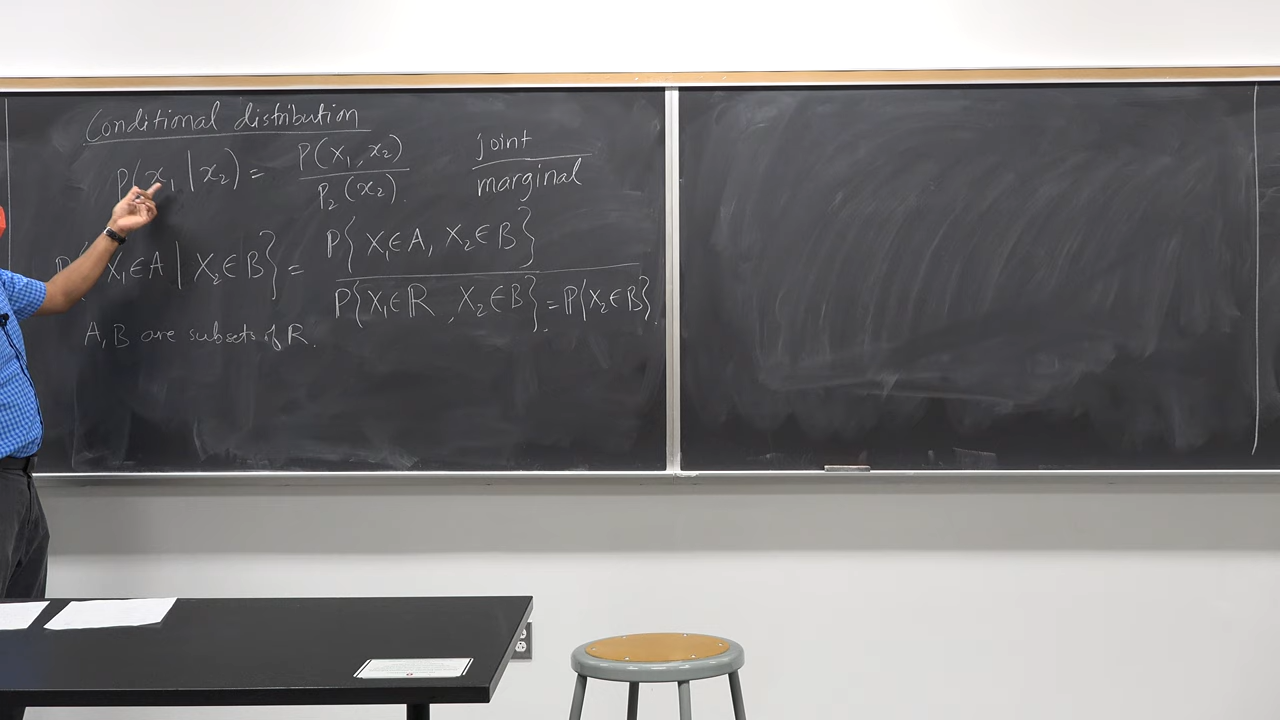 Conditional distribution
P(x₁|x₂) = P(x₁, x₂) / P₂(x₂). joint / marginal
P{X₁∈A | X₂∈B} = P{X₁∈A, X₂∈B} / P{X₁∈ℝ, X₂∈B} = P{X₂∈B}.
A, B are subsets of ℝ.